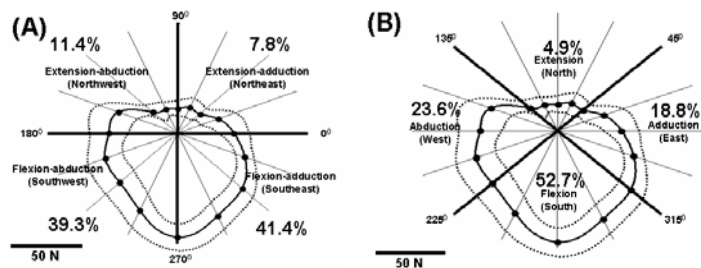 (A)
90⁰
11.4%
7.8%
Extension-abduction
(Northwest)
Extension-adduction
(Northeast)
180⁰
0⁰
Flexion-abduction
(Southwest)
Flexion-adduction
(Southeast)
39.3%
41.4%
50 N
270⁰
(B)
135⁰
45⁰
4.9%
Extension
(North)
23.6%
Abduction
(West)
18.8%
Adduction
(East)
52.7%
Flexion
(South)
225⁰
315⁰
50 N